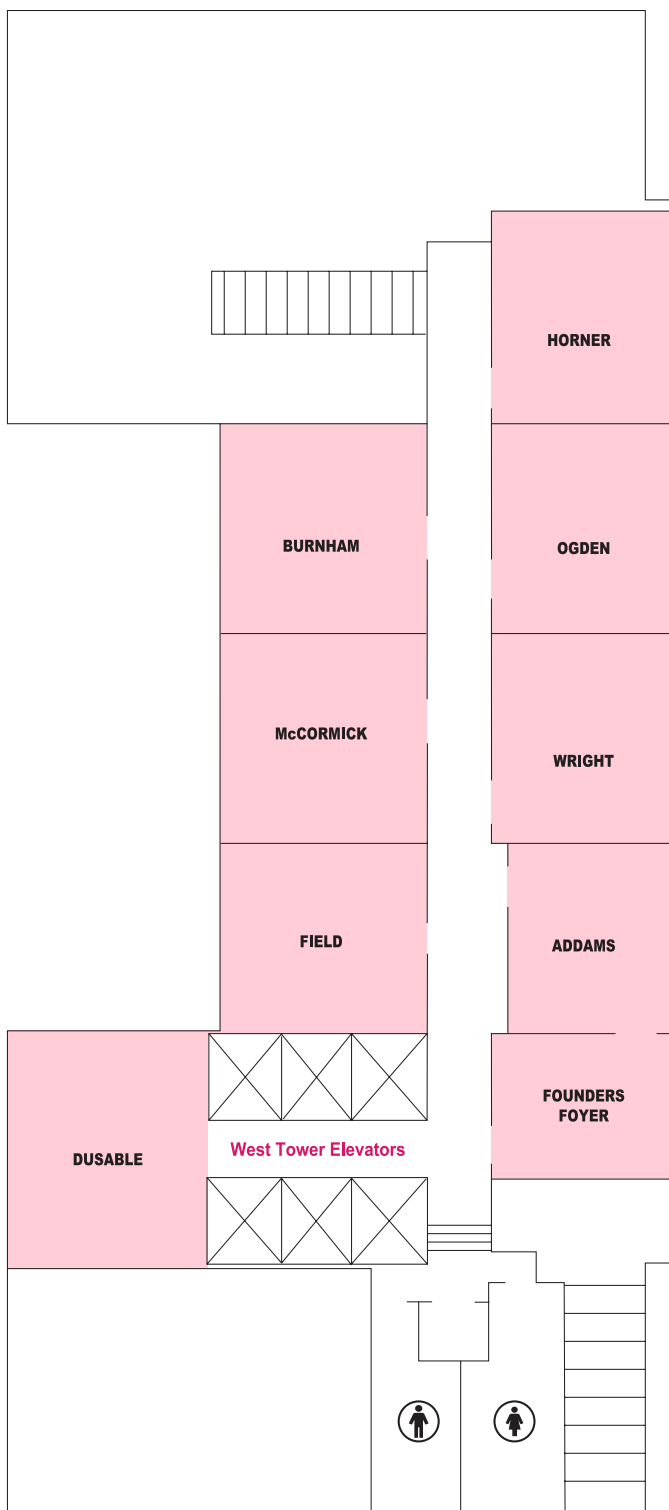 HORNER
BURNHAM
OGDEN
McCORMICK
WRIGHT
FIELD
ADDAMS
FOUNDERS
FOYER
West Tower Elevators
DUSABLE